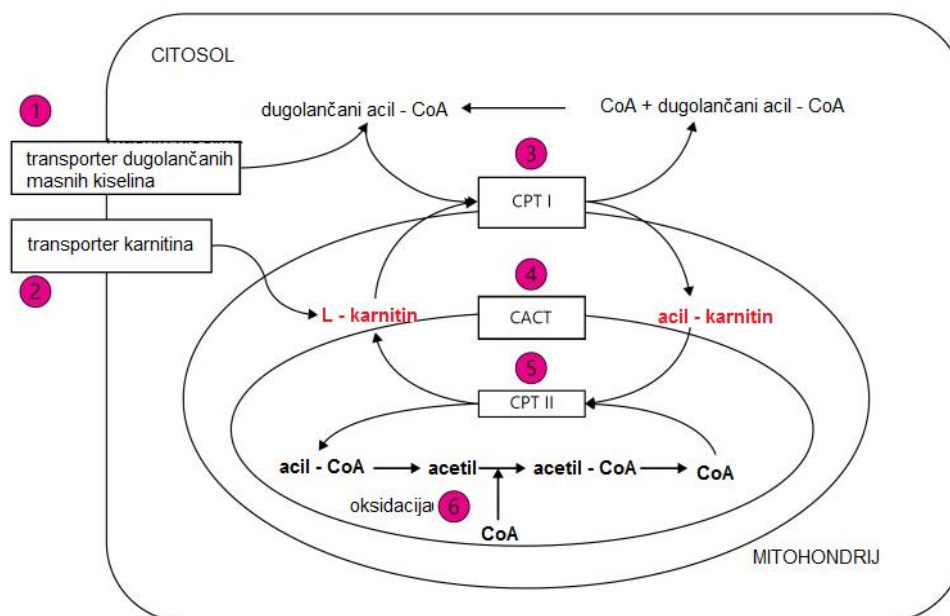 CITOSOL
1
dugolančani acil - CoA
CoA + dugolančani acil - CoA
transporter dugolančanih
masnih kiselina
3
CPT I
transporter karnitina
2
4
L - karnitin
CACT
acil - karnitin
5
CPT II
acil - CoA
acetil
acetil - CoA
CoA
oksidacija
6
CoA
MITOHONDRIJ